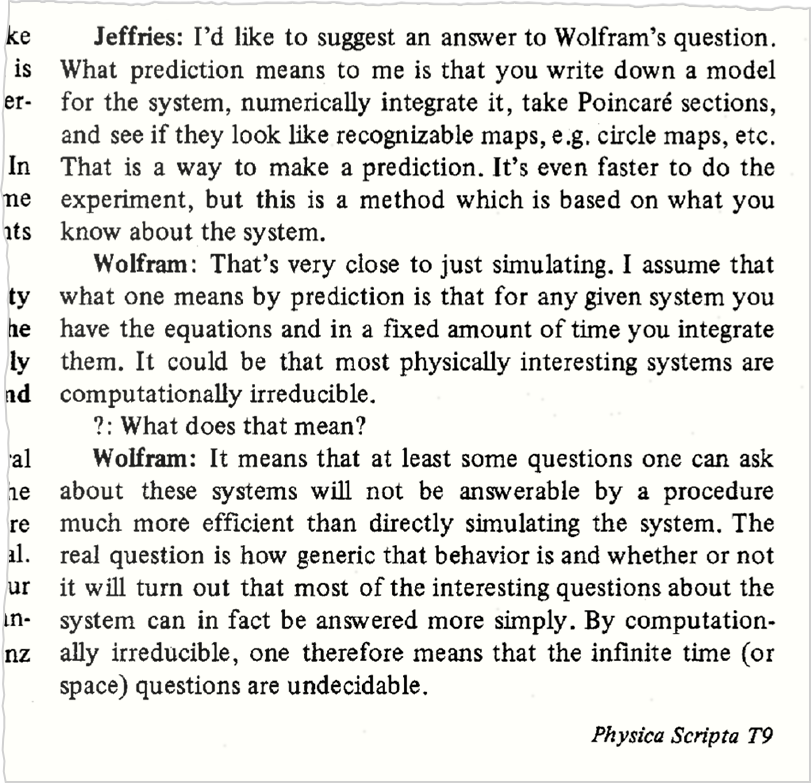 ke
is
er-
In
me
nts
ty
he
ly
nd
al
he
re
al.
ur
in-
nz
Jeffries: I'd like to suggest an answer to Wolfram's question.
What prediction means to me is that you write down a model
for the system, numerically integrate it, take Poincaré sections,
and see if they look like recognizable maps, e.g. circle maps, etc.
That is a way to make a prediction. It's even faster to do the
experiment, but this is a method which is based on what you
know about the system.
Wolfram: That's very close to just simulating. I assume that
what one means by prediction is that for any given system you
have the equations and in a fixed amount of time you integrate
them. It could be that most physically interesting systems are
computationally irreducible.
?: What does that mean?
Wolfram: It means that at least some questions one can ask
about these systems will not be answerable by a procedure
much more efficient than directly simulating the system. The
real question is how generic that behavior is and whether or not
it will turn out that most of the interesting questions about the
system can in fact be answered more simply. By computation-
ally irreducible, one therefore means that the infinite time (or
space) questions are undecidable.
Physica Scripta T9